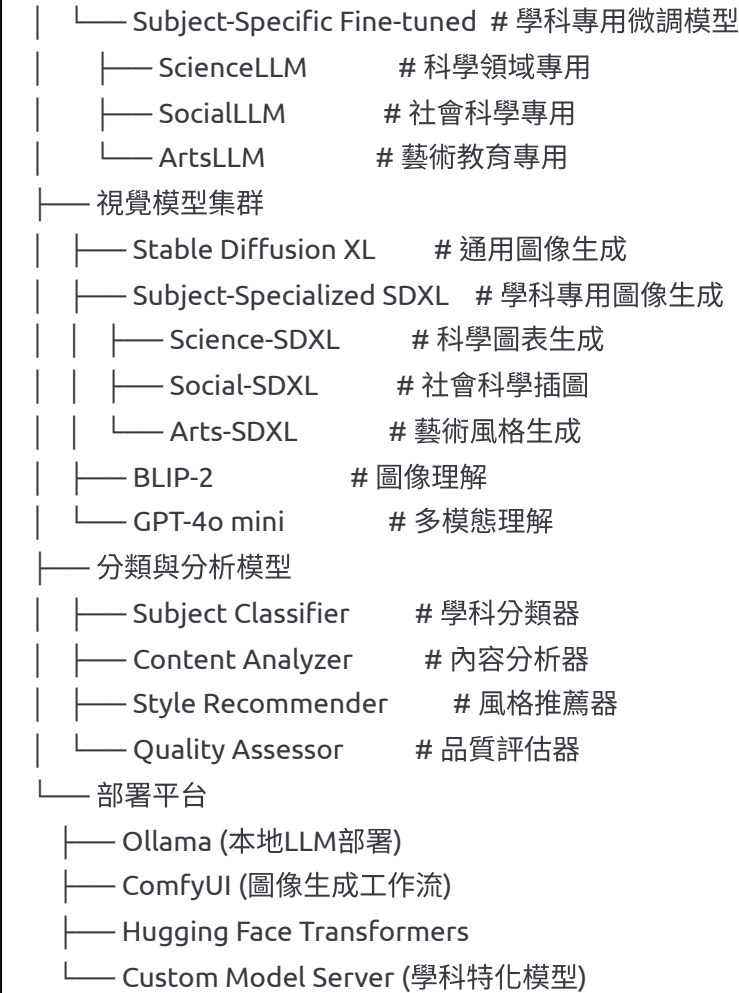 │ └── Subject-Specific Fine-tuned # 學科專用微調模型
│ ├── ScienceLLM # 科學領域專用
│ ├── SocialLLM # 社會科學專用
│ └── ArtsLLM # 藝術教育專用
├── 視覺模型集群
│ ├── Stable Diffusion XL # 通用圖像生成
│ ├── Subject-Specialized SDXL # 學科專用圖像生成
│ │ ├── Science-SDXL # 科學圖表生成
│ │ ├── Social-SDXL # 社會科學插圖
│ │ └── Arts-SDXL # 藝術風格生成
│ ├── BLIP-2 # 圖像理解
│ └── GPT-4o mini # 多模態理解
├── 分類與分析模型
│ ├── Subject Classifier # 學科分類器
│ ├── Content Analyzer # 內容分析器
│ ├── Style Recommender # 風格推薦器
│ └── Quality Assessor # 品質評估器
└── 部署平台
├── Ollama (本地LLM部署)
├── ComfyUI (圖像生成工作流)
├── Hugging Face Transformers
└── Custom Model Server (學科特化模型)